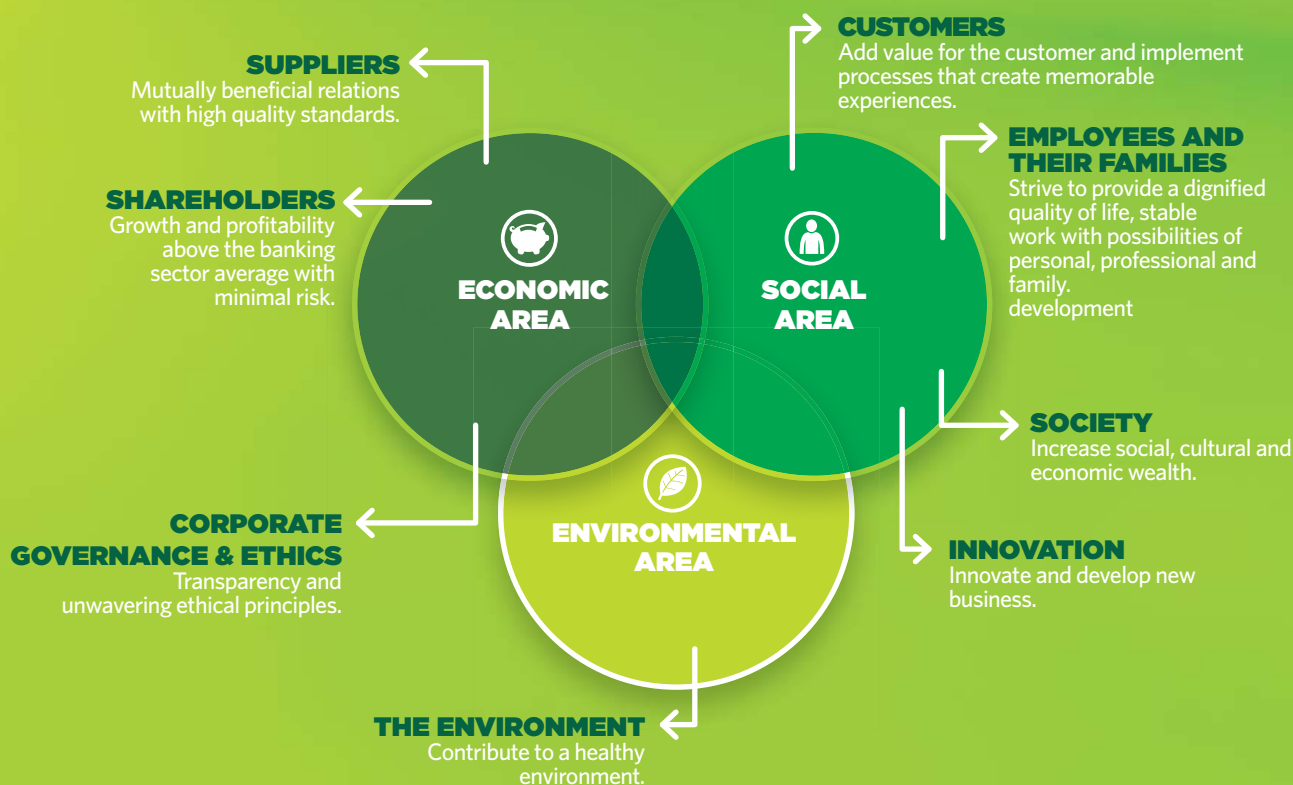 SUPPLIERS
Mutually beneficial relations
with high quality standards.
SHAREHOLDERS
Growth and profitability
above the banking
sector average with
minimal risk.
CORPORATE
GOVERNANCE & ETHICS
Transparency and
unwavering ethical principles.
ECONOMIC
AREA
SOCIAL
AREA
ENVIRONMENTAL
AREA
CUSTOMERS
Add value for the customer and implement
processes that create memorable
experiences.
EMPLOYEES AND
THEIR FAMILIES
Strive to provide a dignified
quality of life, stable
work with possibilities of
personal, professional and
family.
development
SOCIETY
Increase social, cultural and
economic wealth.
INNOVATION
Innovate and develop new
business.
THE ENVIRONMENT
Contribute to a healthy
environment.